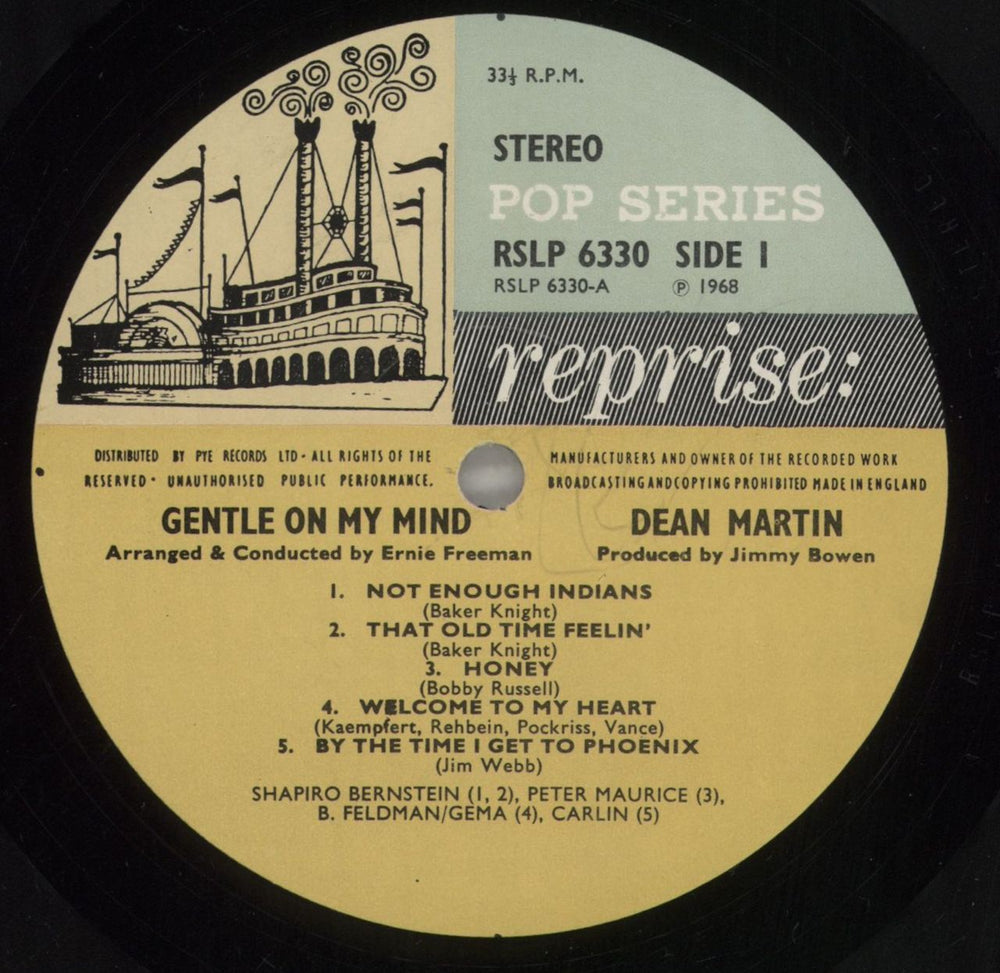 33⅓ R.P.M.
STEREO
POP SERIES
RSLP 6330 SIDE 1
RSLP 6330-A ℗ 1968
reprise:
DISTRIBUTED BY PYE RECORDS LTD · ALL RIGHTS OF THE MANUFACTURERS AND OWNER OF THE RECORDED WORK
RESERVED · UNAUTHORISED PUBLIC PERFORMANCE. BROADCASTING AND COPYING PROHIBITED MADE IN ENGLAND
GENTLE ON MY MIND DEAN MARTIN
Arranged & Conducted by Ernie Freeman Produced by Jimmy Bowen
1. NOT ENOUGH INDIANS
(Baker Knight)
2. THAT OLD TIME FEELIN'
(Baker Knight)
3. HONEY
(Bobby Russell)
4. WELCOME TO MY HEART
(Kaempfert, Rehbein, Pockriss, Vance)
5. BY THE TIME I GET TO PHOENIX
(Jim Webb)
SHAPIRO BERNSTEIN (1, 2), PETER MAURICE (3),
B. FELDMAN/GEMA (4), CARLIN (5)